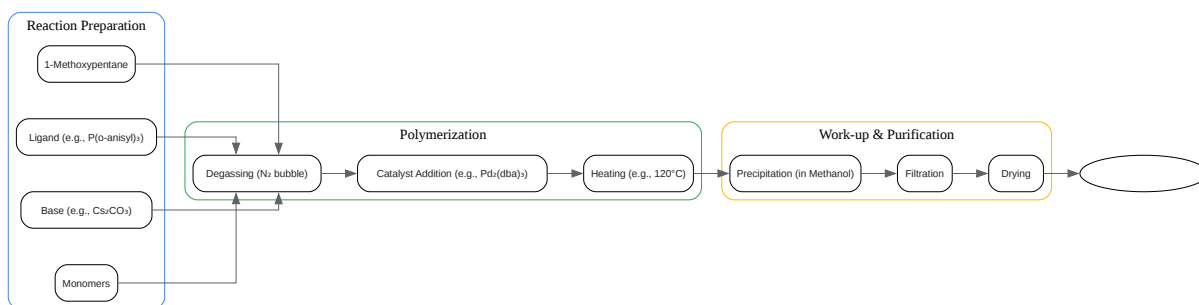 Reaction Preparation
1-Methoxypentane
Ligand (e.g., P(o-anisyl)₃)
Base (e.g., Cs₂CO₃)
Monomers
Polymerization
Degassing (N₂ bubble)
Catalyst Addition (e.g., Pd₂(dba)₃)
Heating (e.g., 120°C)
Work-up & Purification
Precipitation (in Methanol)
Filtration
Drying